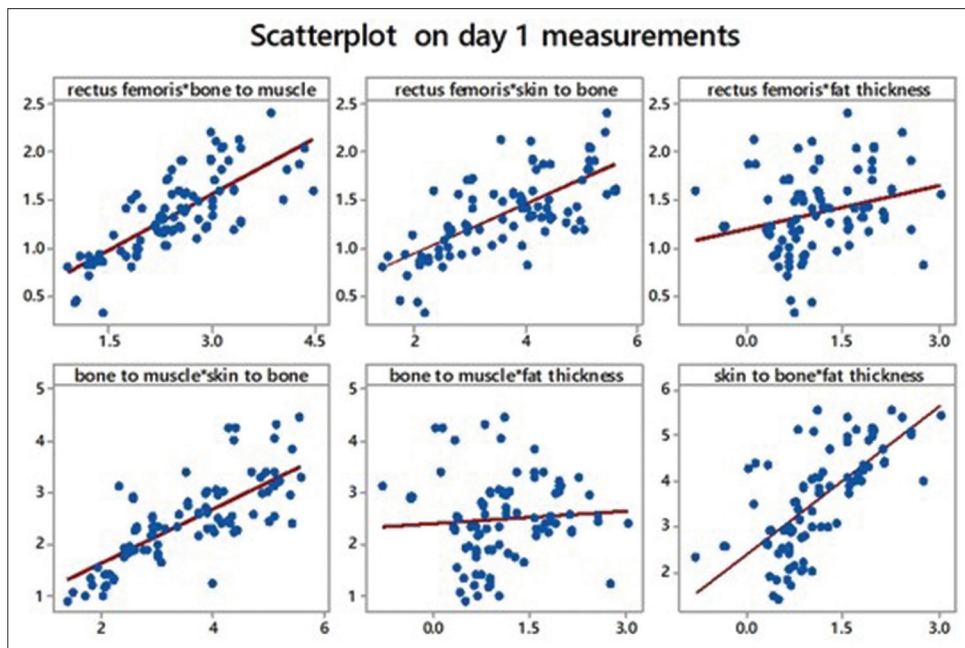 Scatterplot on day 1 measurements
rectus femoris*bone to muscle
rectus femoris*skin to bone
rectus femoris*fat thickness
2.5
2.0
1.5
1.0
0.5
1.5 3.0 4.5
2.5
2.0
1.5
1.0
0.5
2 4 6
2.5
2.0
1.5
1.0
0.5
0.0 1.5 3.0
bone to muscle*skin to bone
bone to muscle*fat thickness
skin to bone*fat thickness
5
4
3
2
1
2 4 6
5
4
3
2
1
0.0 1.5 3.0
6
5
4
3
2
0.0 1.5 3.0